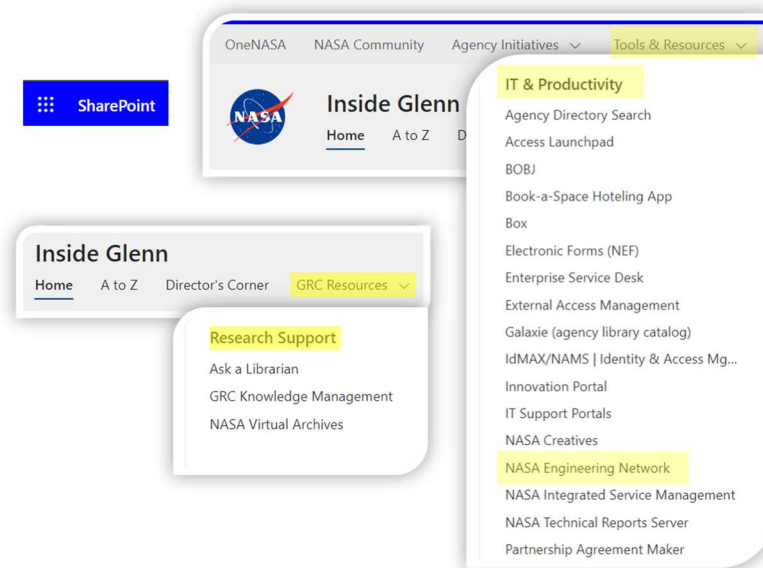 SharePoint
OneNASA NASA Community Agency Initiatives Tools & Resources
NASA
Inside Glenn
Home A to Z D
IT & Productivity
Agency Directory Search
Access Launchpad
BOBJ
Book-a-Space Hoteling App
Box
Electronic Forms (NEF)
Enterprise Service Desk
External Access Management
Galaxie (agency library catalog)
IdMAX/NAMS | Identity & Access Mg...
Innovation Portal
IT Support Portals
NASA Creatives
NASA Engineering Network
NASA Integrated Service Management
NASA Technical Reports Server
Partnership Agreement Maker
Inside Glenn
Home A to Z Director's Corner GRC Resources
Research Support
Ask a Librarian
GRC Knowledge Management
NASA Virtual Archives